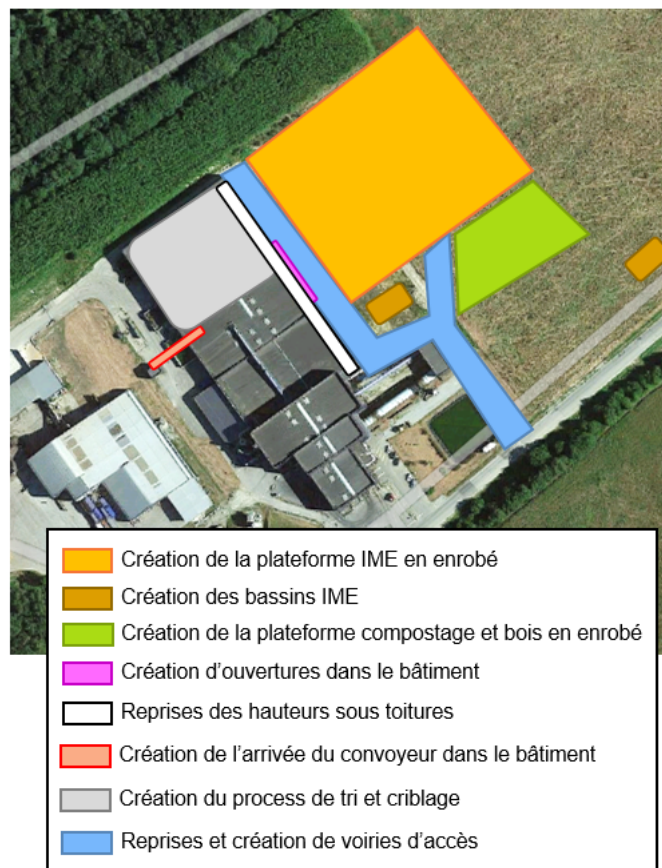 Création de la plateforme IME en enrobé
Création des bassins IME
Création de la plateforme compostage et bois en enrobé
Création d'ouvertures dans le bâtiment
Reprises des hauteurs sous toitures
Création de l'arrivée du convoyeur dans le bâtiment
Création du process de tri et criblage
Reprises et création de voiries d'accès